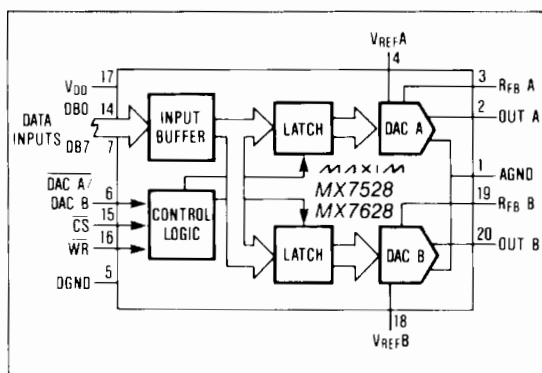 VREFA
4
17
VDD
3
RFB A
DB0 14
2
OUT A
DATA INPUTS
INPUT BUFFER
LATCH
DAC A
DB7 7
1
AGND
MAXIM
MX7528
MX7628
DAC A/
DAC B 6
19
RFB B
CS 15
CONTROL LOGIC
WR 16
20
OUT B
LATCH
DAC B
5
DGND
18
VREFB